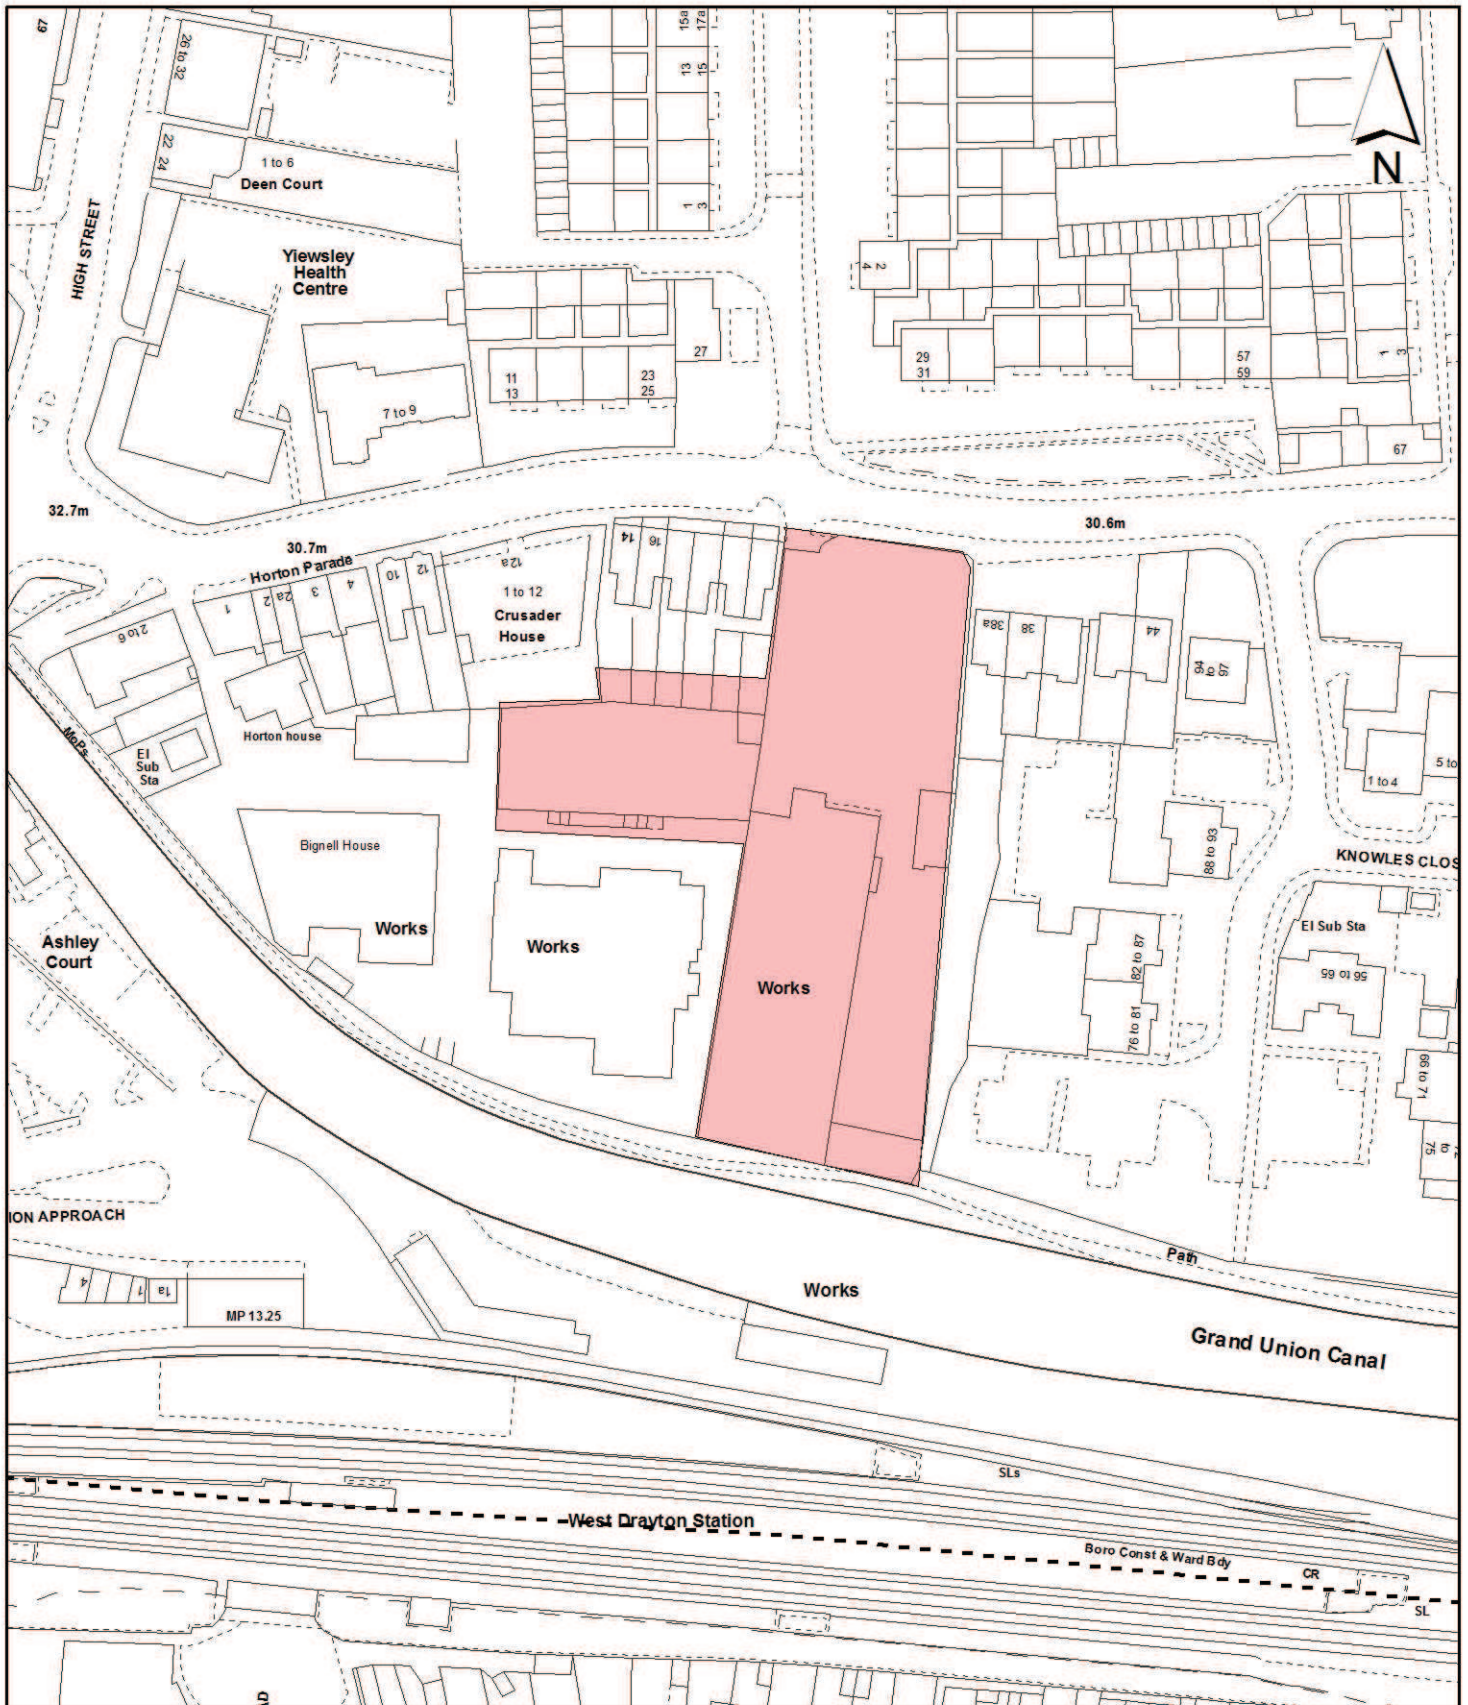 67
26 to 32
15a
17a
13
15
22
24
1 to 6
Deen Court
N
HIGH STREET
1
3
Yiewsley
Health
Centre
2
4
27
29
31
57
59
1
3
11
13
23
25
7 to 9
67
32.7m
30.6m
30.7m
Horton Parade
14
16
12a
1
2
2a
3
4
10
12
1 to 12
Crusader
House
2 to 6
38a
38
44
94
to
97
MoPs
El
Sub
Sta
Horton house
1 to 4
5 to
Bignell House
88 to 93
KNOWLES CLOS
Works
Works
Ashley
Court
El Sub Sta
82 to 87
56 to 65
Works
76 to 81
66 to 71
to
75
ION APPROACH
Path
4
1
1a
MP 13.25
Works
Grand Union Canal
SLs
West Drayton Station
Boro Const & Ward Bdy
CR
SL
AD